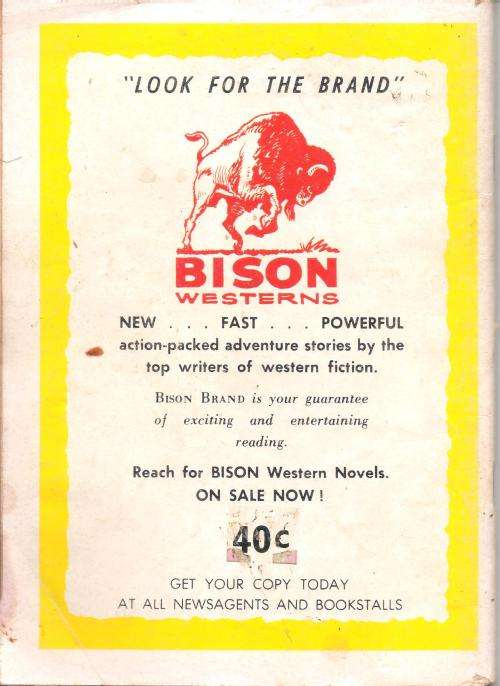 "LOOK FOR THE BRAND"
BISON
WESTERNS
NEW . . . FAST . . . POWERFUL
action-packed adventure stories by the
top writers of western fiction.
BISON BRAND is your guarantee
of exciting and entertaining
reading.
Reach for BISON Western Novels.
ON SALE NOW !
40c
GET YOUR COPY TODAY
AT ALL NEWSAGENTS AND BOOKSTALLS